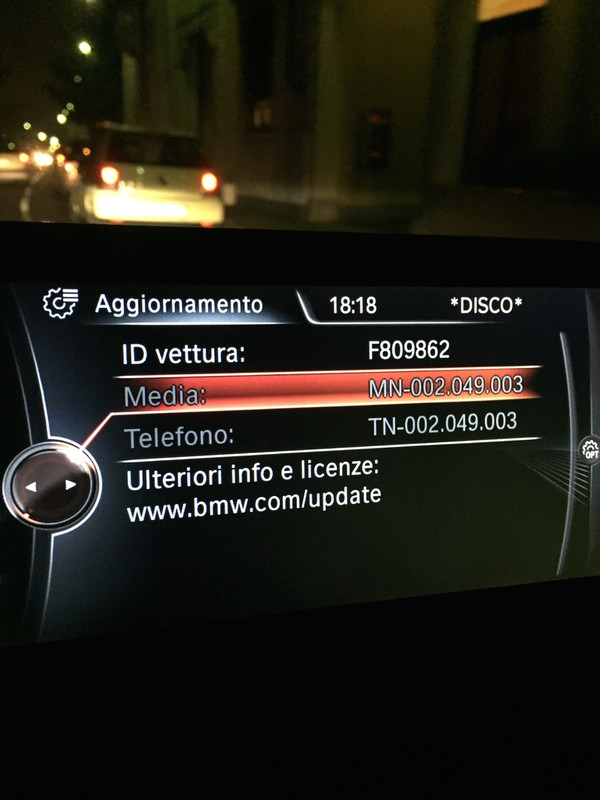 Aggiornamento 18:18 *DISCO*
ID vettura: F809862
Media: MN-002.049.003
Telefono: TN-002.049.003
OPT
Ulteriori info e licenze:
www.bmw.com/update